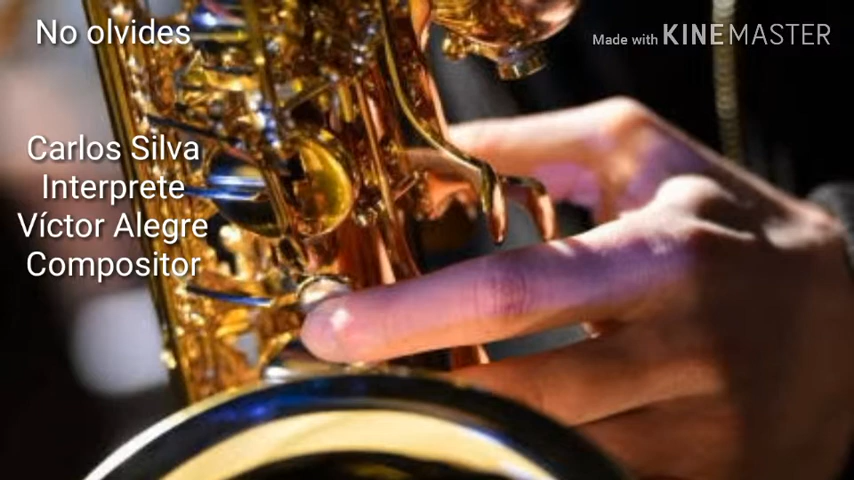 No olvides
Made with KINEMASTER
Carlos Silva
Interprete
Víctor Alegre
Compositor